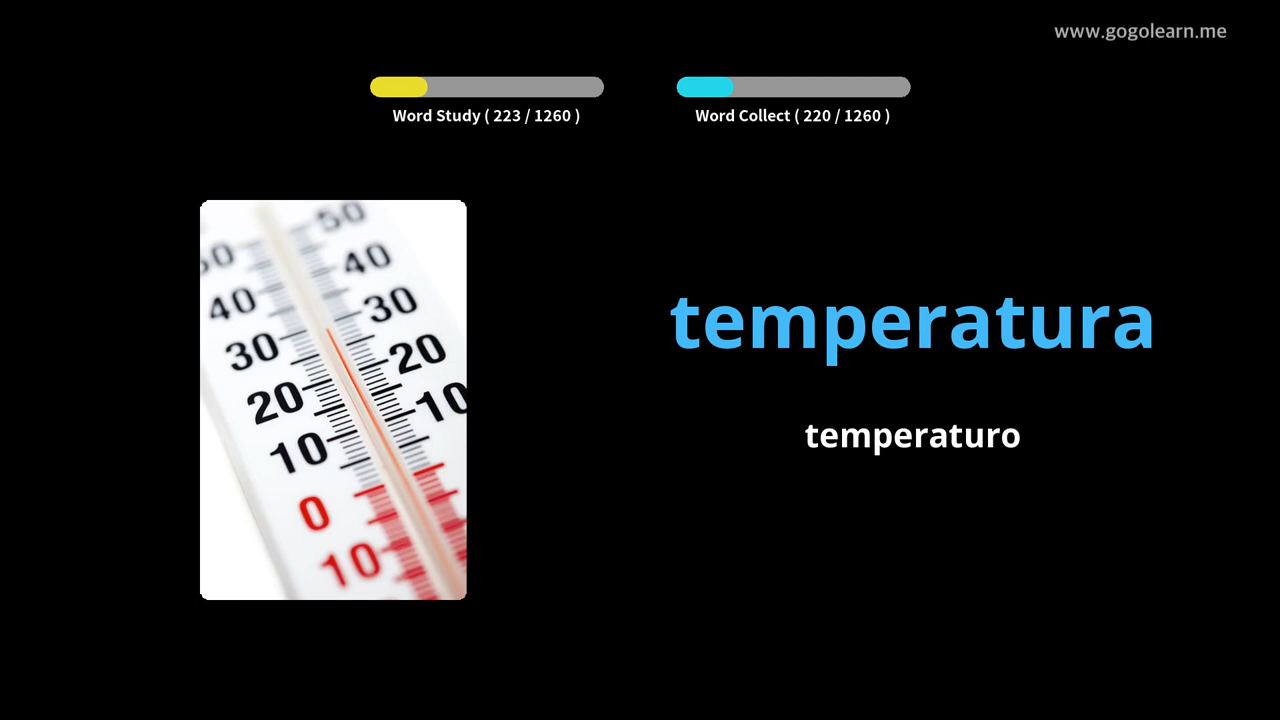 www.gogolearn.me
Word Study ( 223 / 1260 )
Word Collect ( 220 / 1260 )
50
50
40
40
30
30
20
20
10
10
0
10
temperatura
temperaturo